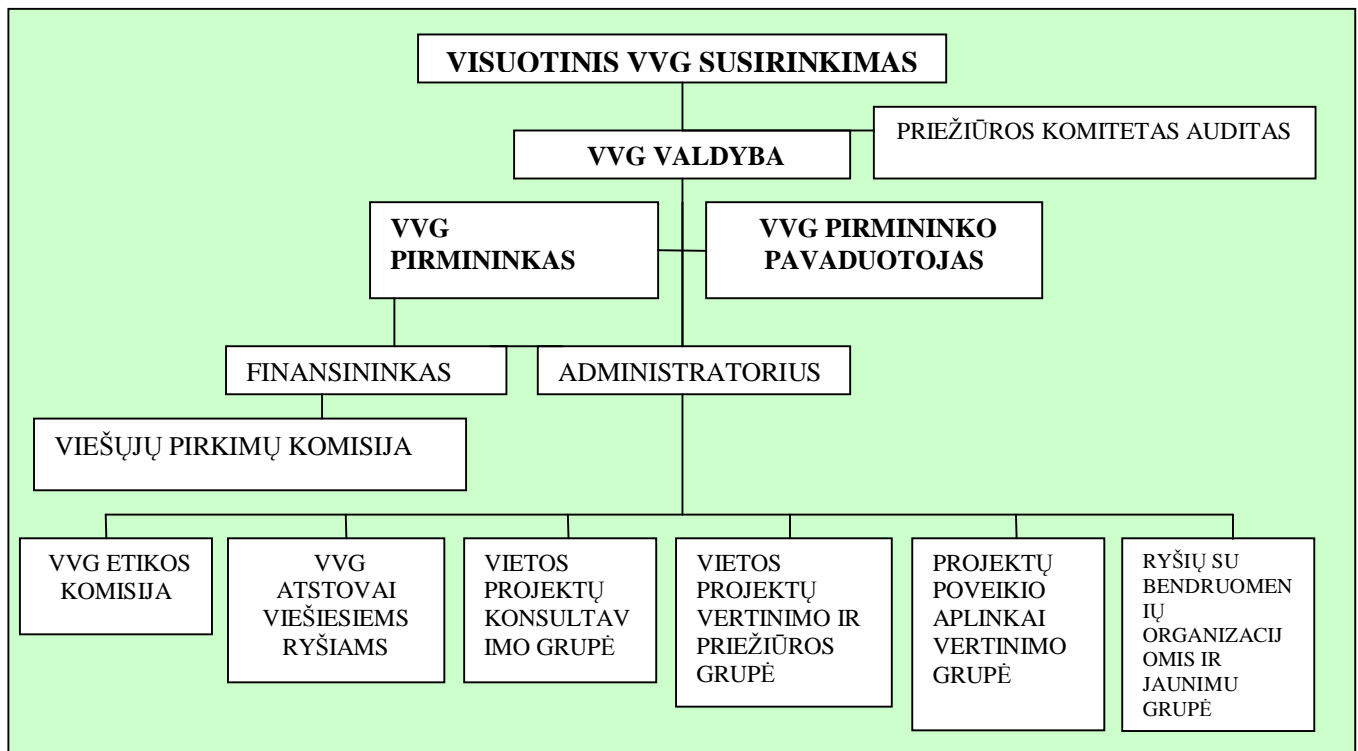 VISUOTINIS VVG SUSIRINKIMAS
PRIEŽIŪROS KOMITETAS AUDITAS
VVG VALDYBA
VVG
PIRMININKAS
VVG PIRMININKO
PAVADUOTOJAS
FINANSININKAS
ADMINISTRATORIUS
VIEŠŲJŲ PIRKIMŲ KOMISIJA
VVG ETIKOS
KOMISIJA
VVG
ATSTOVAI
VIEŠIESIEMS
RYŠIAMS
VIETOS
PROJEKTŲ
KONSULTAV
IMO GRUPĖ
VIETOS
PROJEKTŲ
VERTINIMO IR
PRIEŽIŪROS
GRUPĖ
PROJEKTŲ
POVEIKIO
APLINKAI
VERTINIMO
GRUPĖ
RYŠIŲ SU
BENDRUOMEN
IŲ
ORGANIZACIJ
OMIS IR
JAUNIMU
GRUPĖ